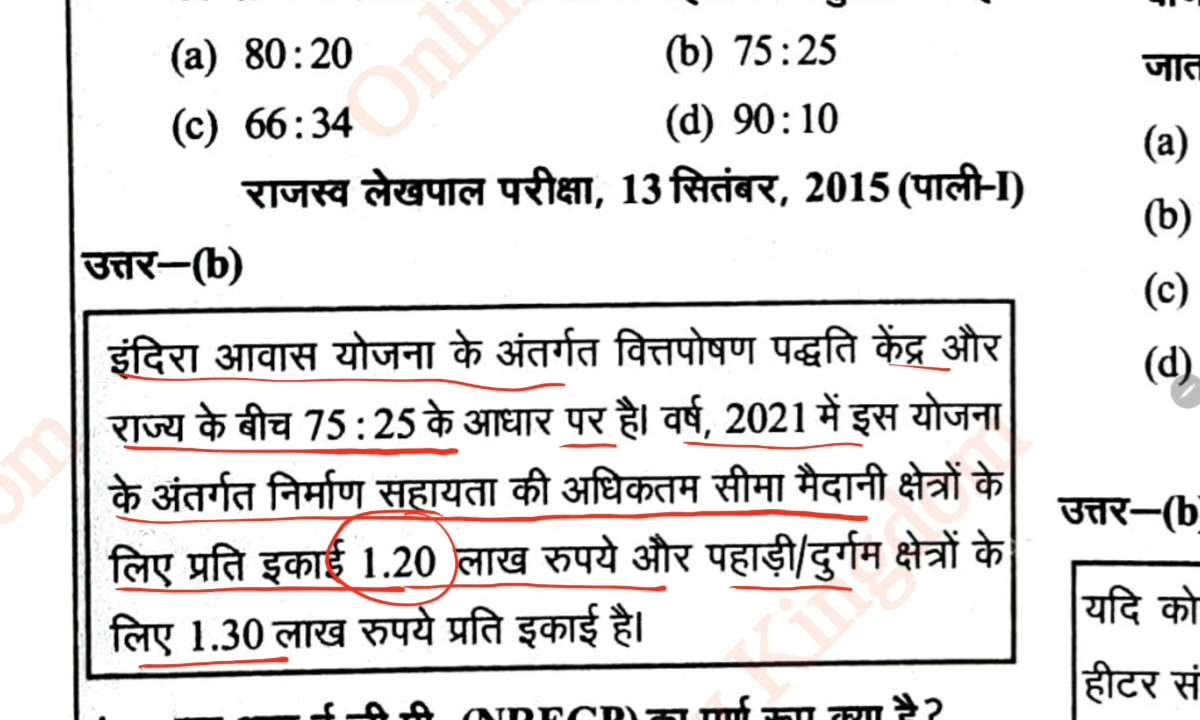 (a) 80:20 (b) 75:25
(c) 66:34 (d) 90:10
राजस्व लेखपाल परीक्षा, 13 सितंबर, 2015 (पाली-I)
उत्तर—(b)
इंदिरा आवास योजना के अंतर्गत वित्तपोषण पद्धति केंद्र और
राज्य के बीच 75:25 के आधार पर है। वर्ष, 2021 में इस योजना
के अंतर्गत निर्माण सहायता की अधिकतम सीमा मैदानी क्षेत्रों के
लिए प्रति इकाई 1.20 लाख रुपये और पहाड़ी/दुर्गम क्षेत्रों के
लिए 1.30 लाख रुपये प्रति इकाई है।
(NREGP) का पूर्ण रूप क्या है?
(a)
(b)
(c)
(d)
उत्तर—(b)
यदि को
हीटर सं